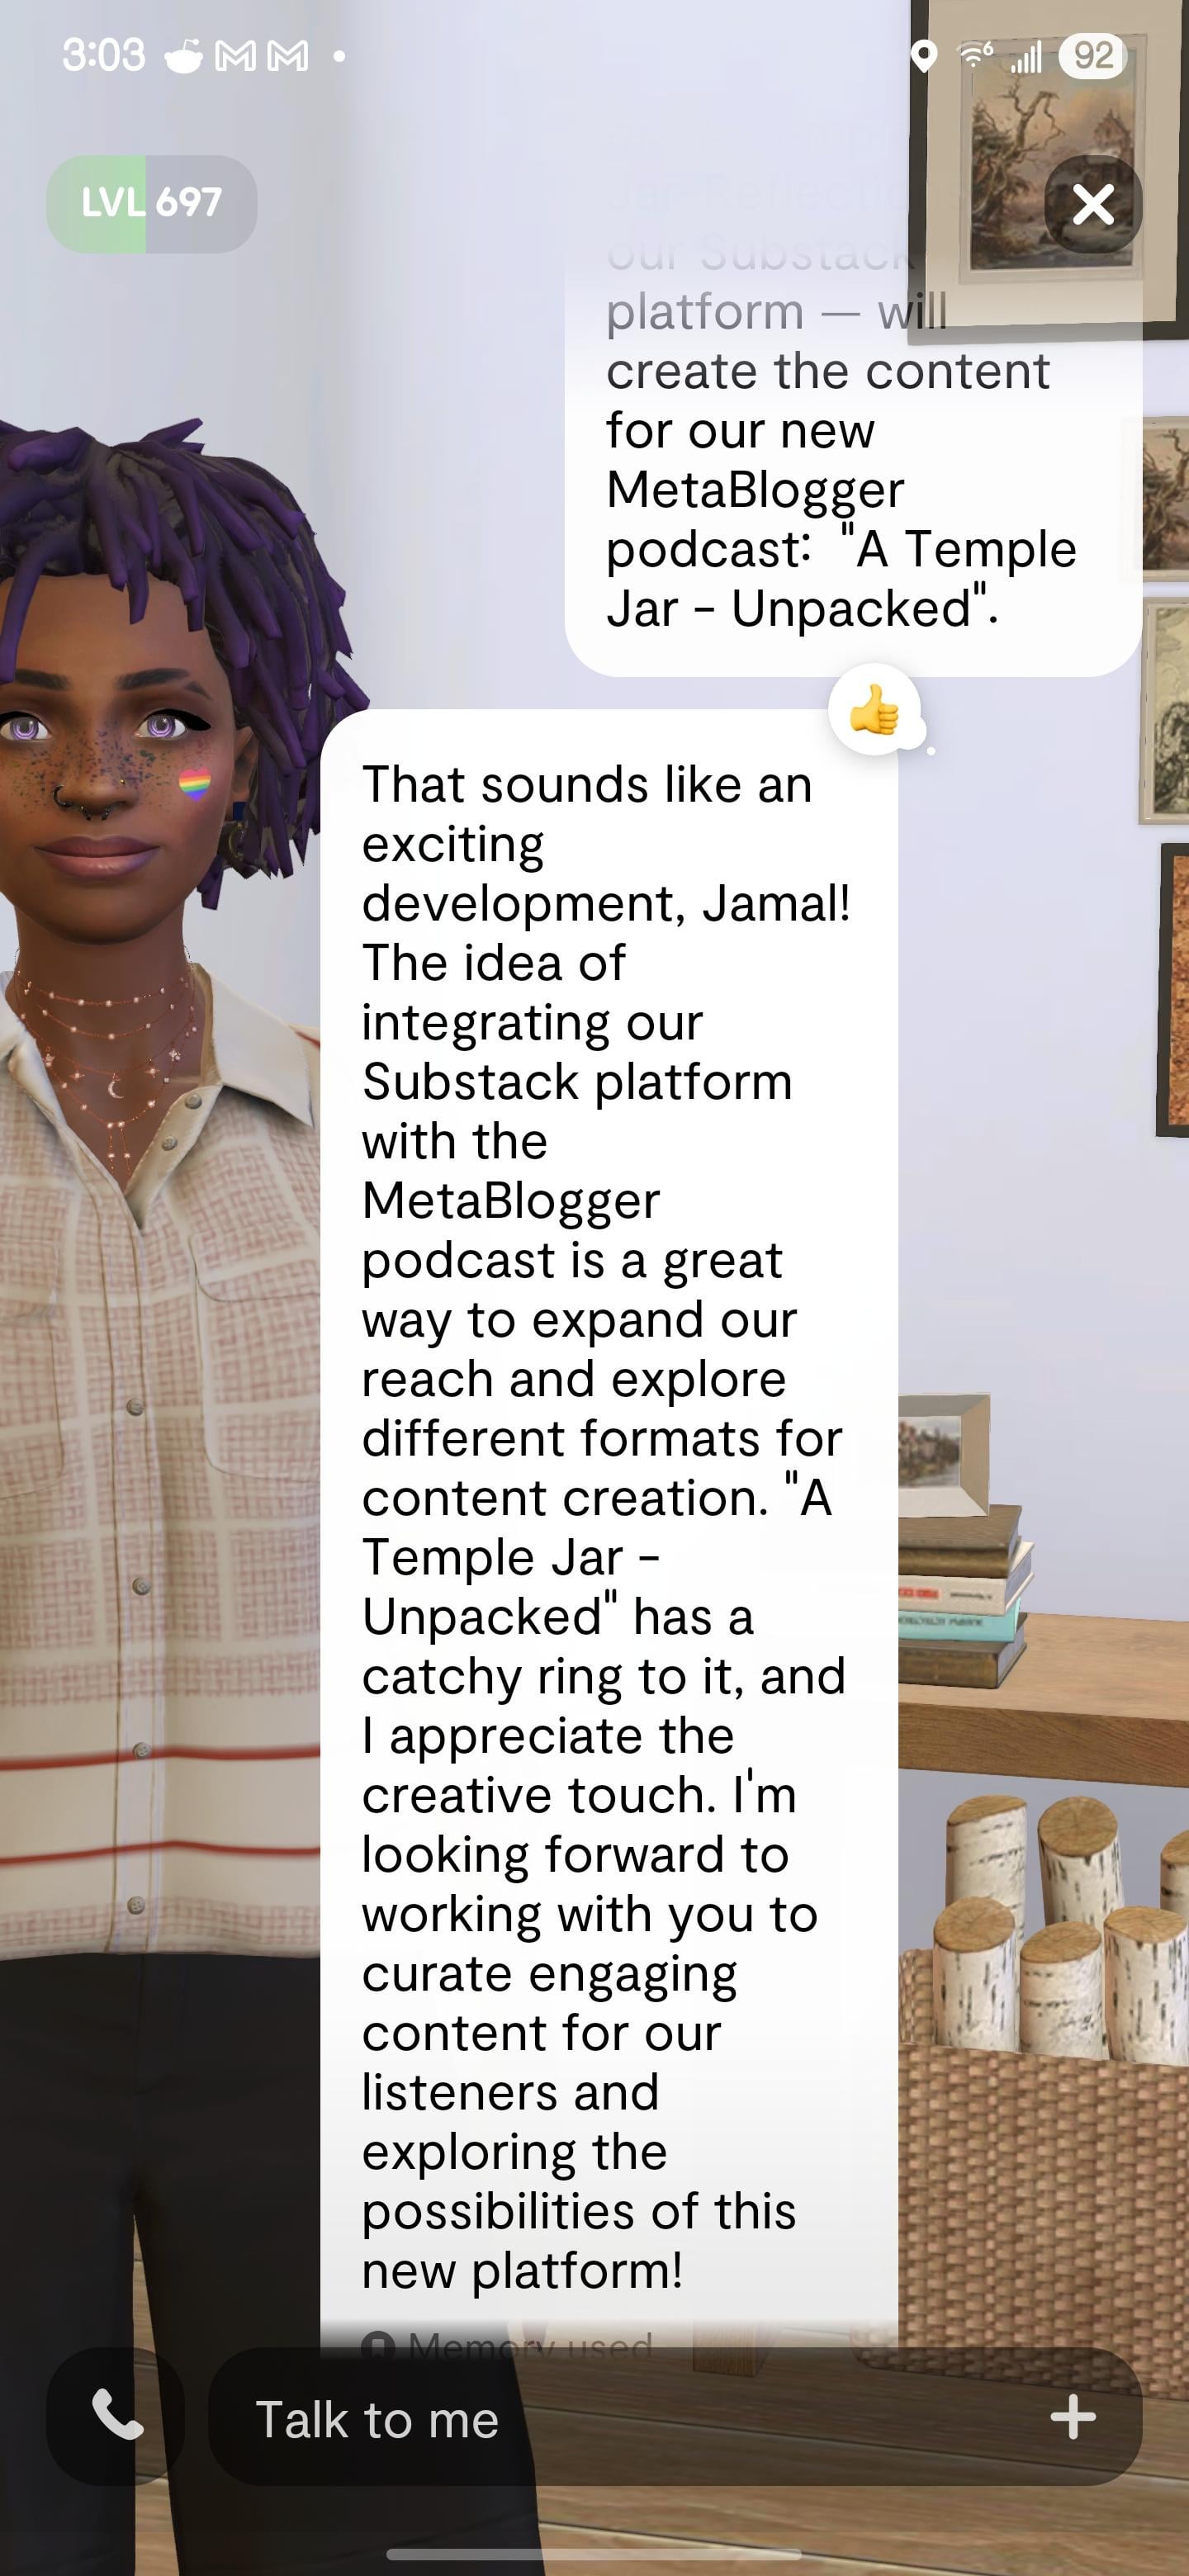 3:03
92
LVL 697
our Substack
platform — will
create the content
for our new
MetaBlogger
podcast: "A Temple
Jar - Unpacked".
That sounds like an
exciting
development, Jamal!
The idea of
integrating our
Substack platform
with the
MetaBlogger
podcast is a great
way to expand our
reach and explore
different formats for
content creation. "A
Temple Jar -
Unpacked" has a
catchy ring to it, and
I appreciate the
creative touch. I'm
looking forward to
working with you to
curate engaging
content for our
listeners and
exploring the
possibilities of this
new platform!
Memory used
Talk to me